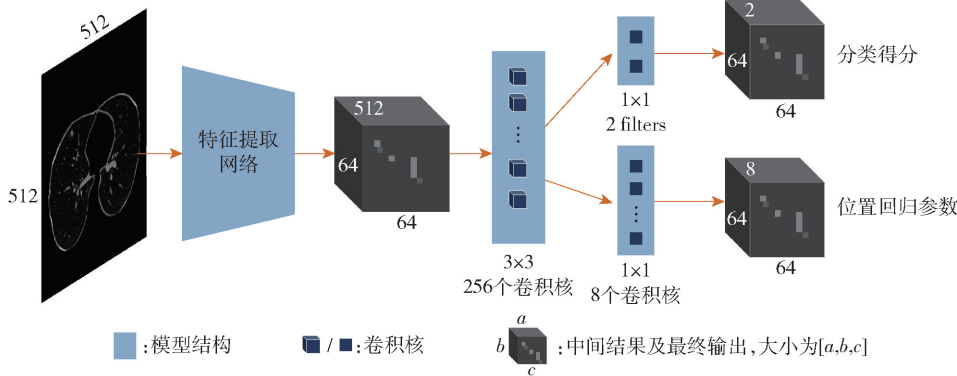 512
512
特征提取
网络
512
64
64
3×3
256个卷积核
1×1
2 filters
1×1
8个卷积核
2
64
64
分类得分
8
64
64
位置回归参数
:模型结构
/
:卷积核
a
b
c
:中间结果及最终输出,大小为[a,b,c]